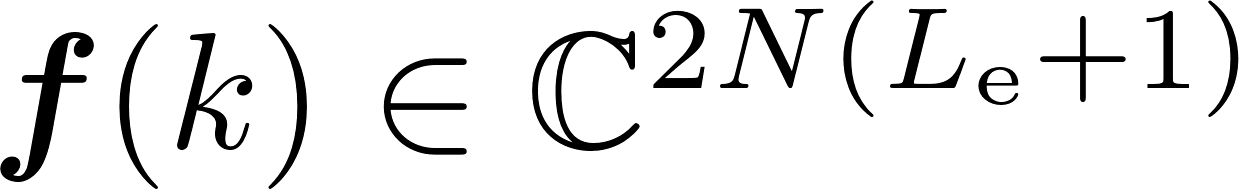 𝒇(k) ∈ ℂ^{2N(L_e+1)}